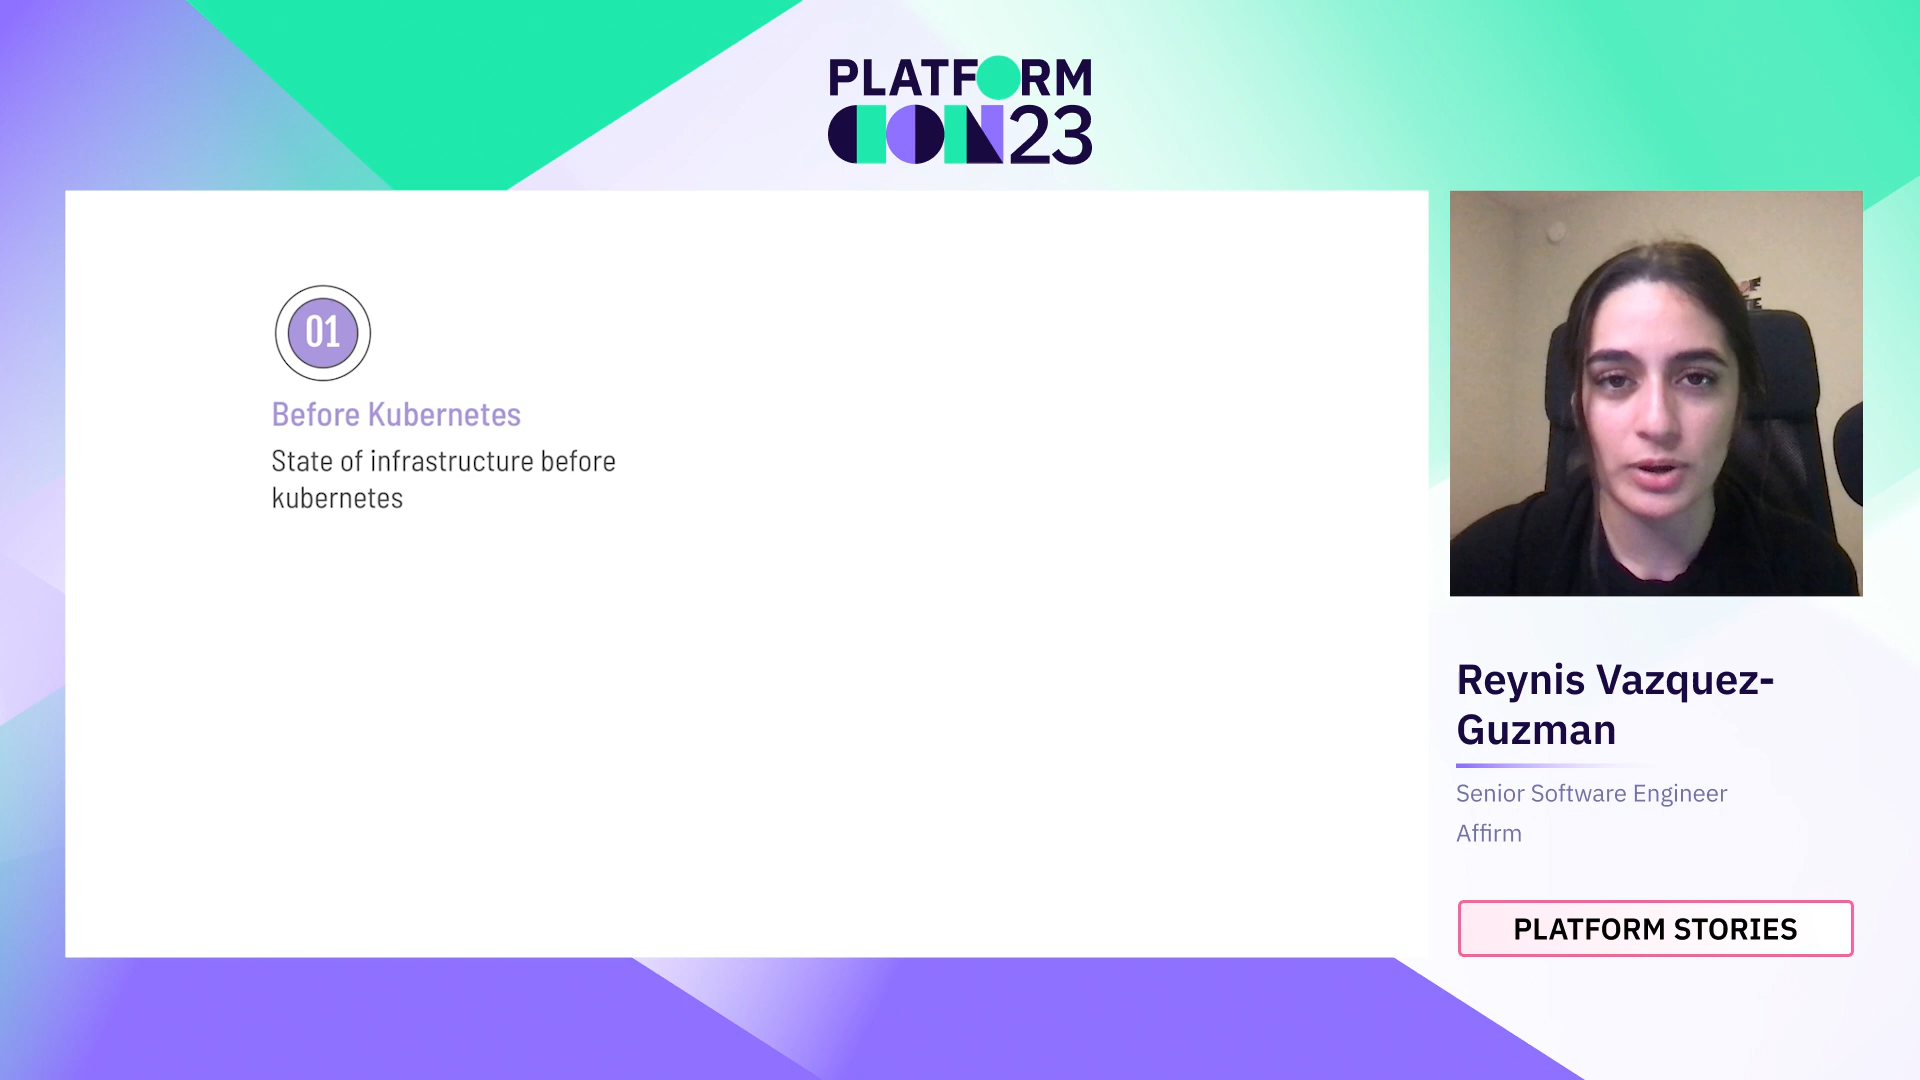 PLATFORM
CON23
01
Before Kubernetes
State of infrastructure before
kubernetes
Reynis Vazquez-
Guzman
Senior Software Engineer
Affirm
PLATFORM STORIES